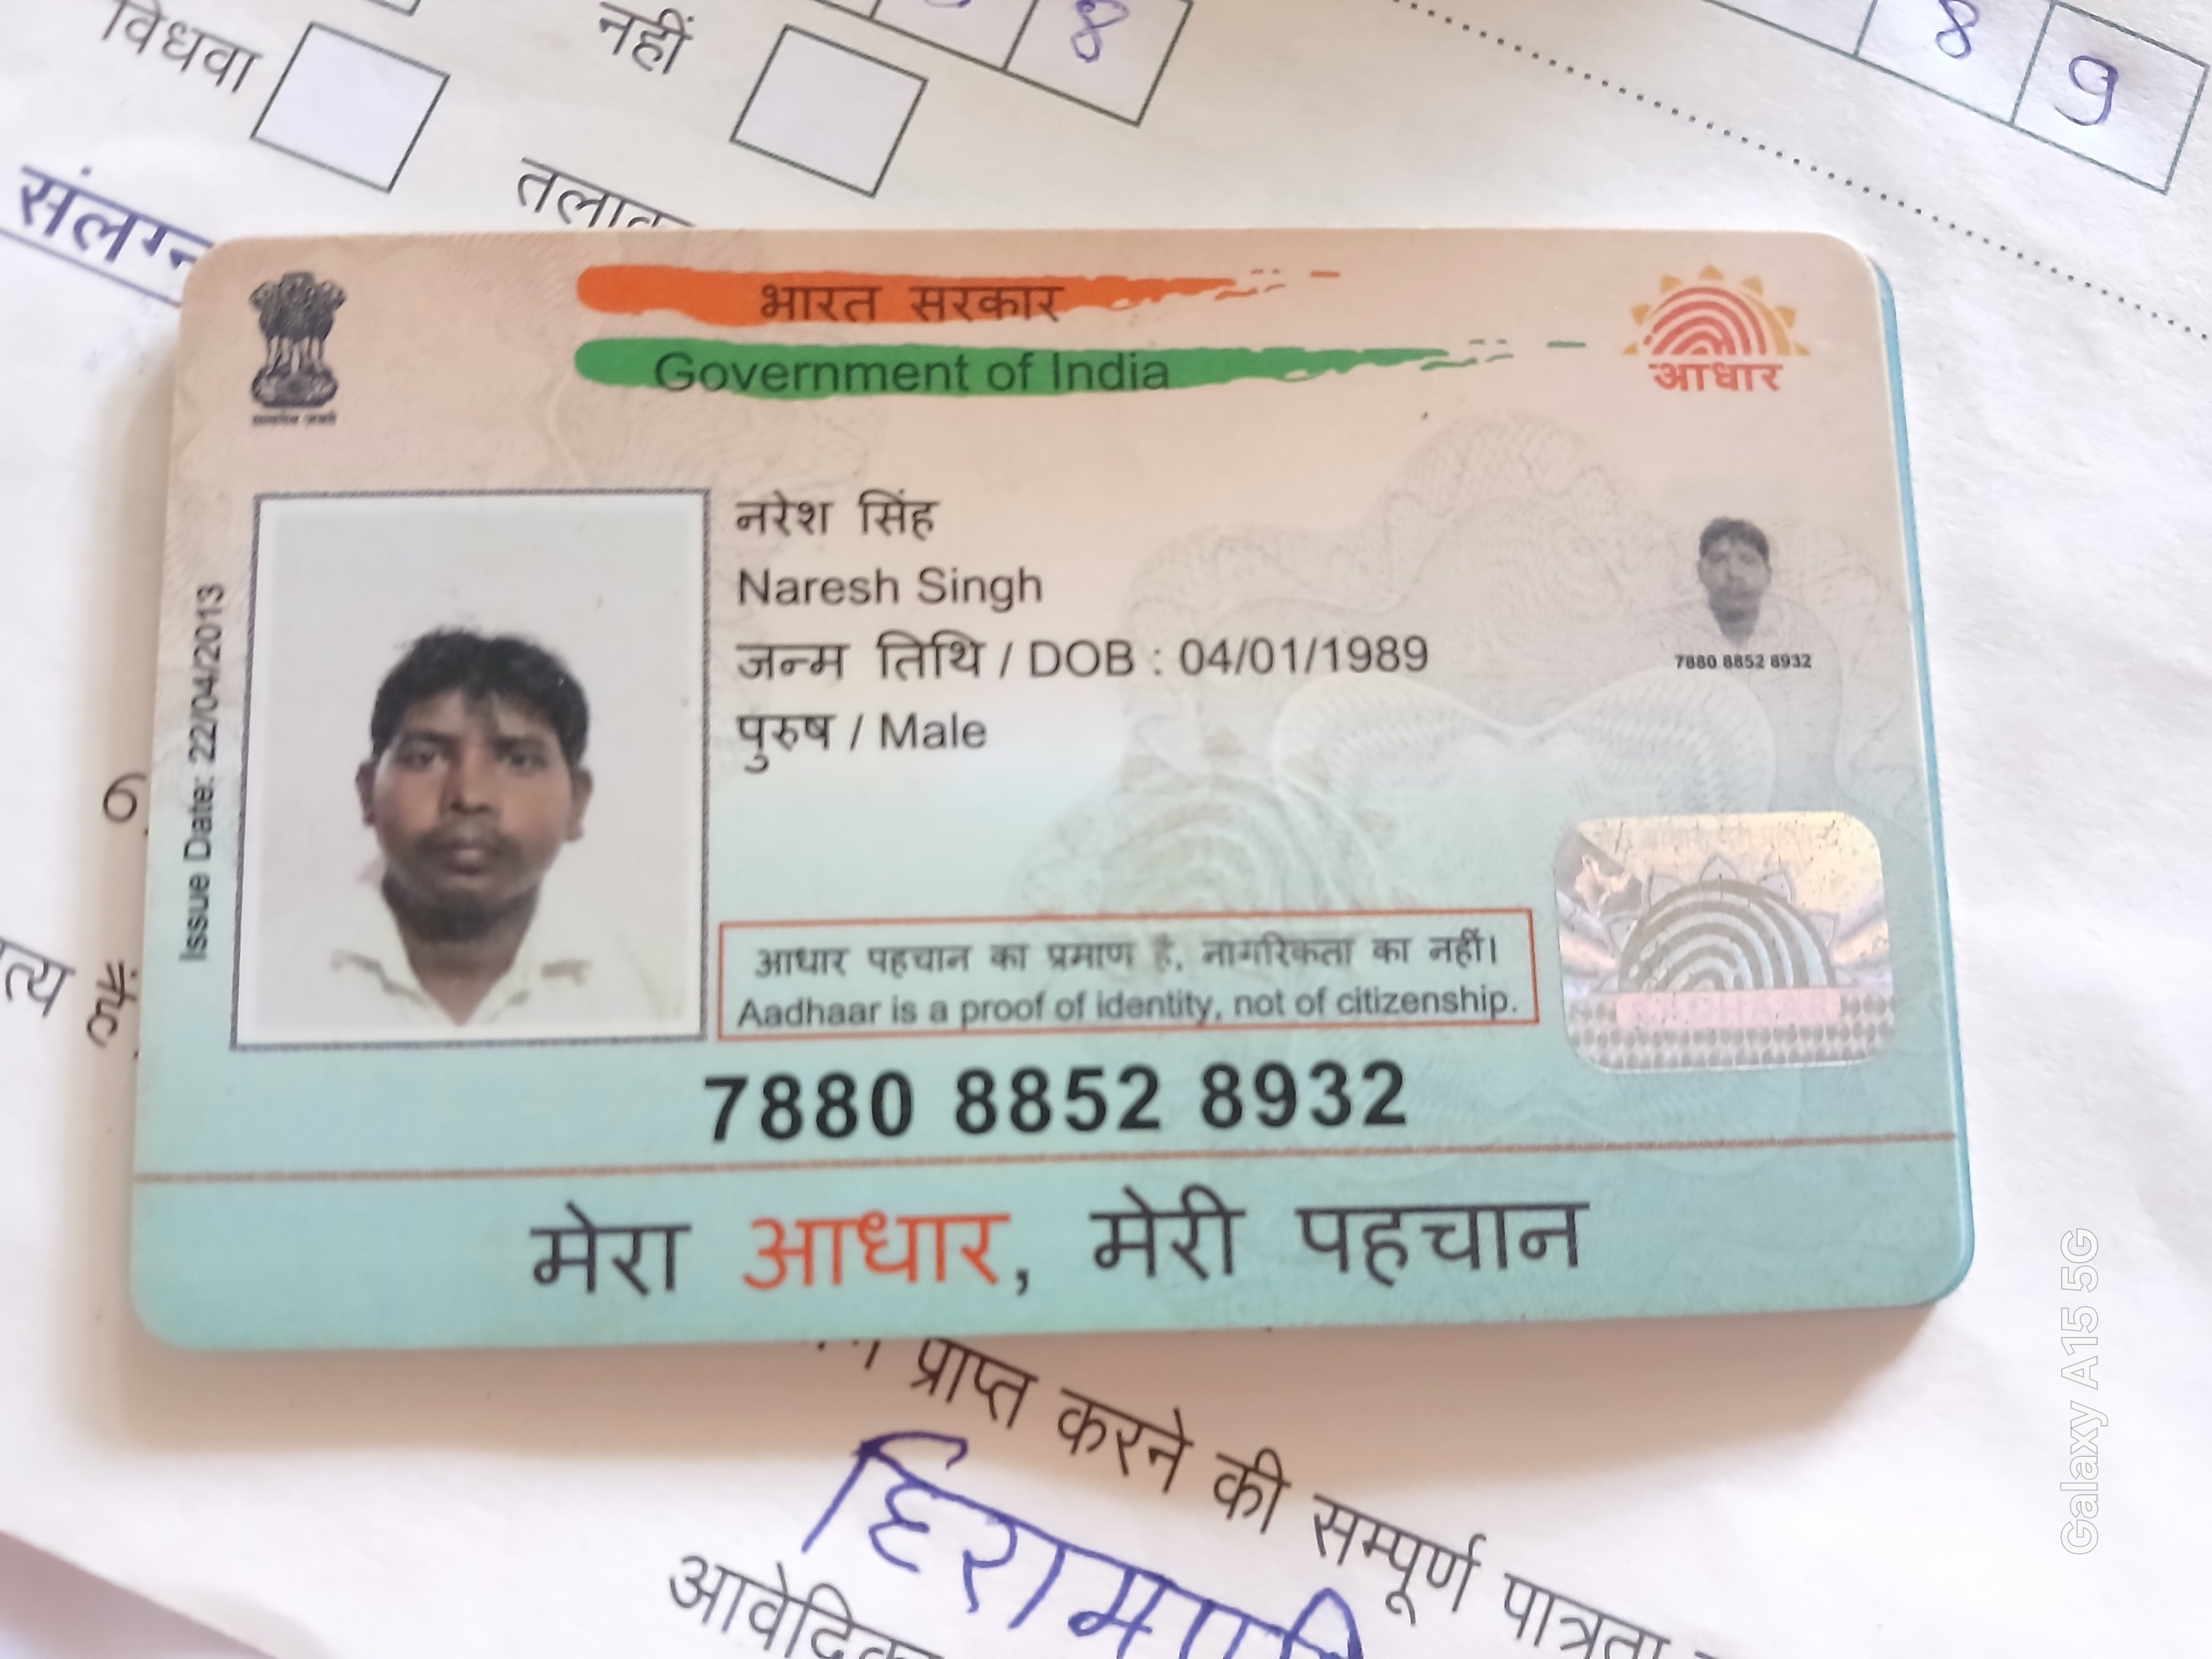 विधवा
नहीं
8
8 9
संलग्न
भारत सरकार
Government of India
आधार
नरेश सिंह
Naresh Singh
जन्म तिथि / DOB : 04/01/1989
पुरुष / Male
7880 8852 8932
Issue Date: 22/04/2013
6.
आधार पहचान का प्रमाण है, नागरिकता का नहीं।
Aadhaar is a proof of identity, not of citizenship.
7880 8852 8932
मेरा आधार, मेरी पहचान
प्राप्त करने की सम्पूर्ण पात्रता
Galaxy A15 5G